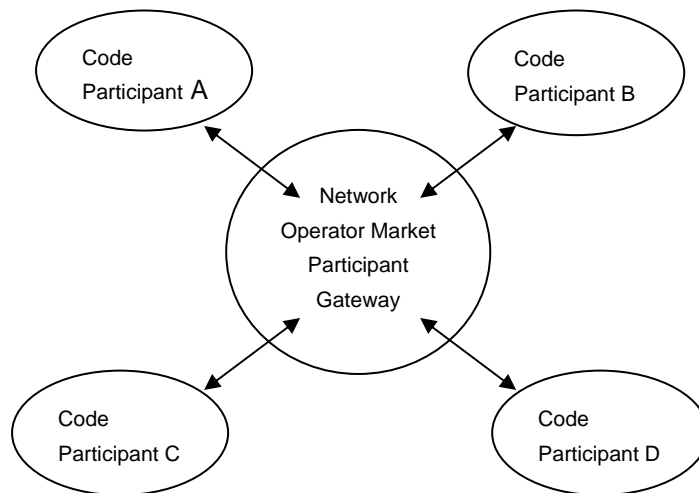 Code
Participant A
Code
Participant B
Network
Operator Market
Participant
Gateway
Code
Participant C
Code
Participant D